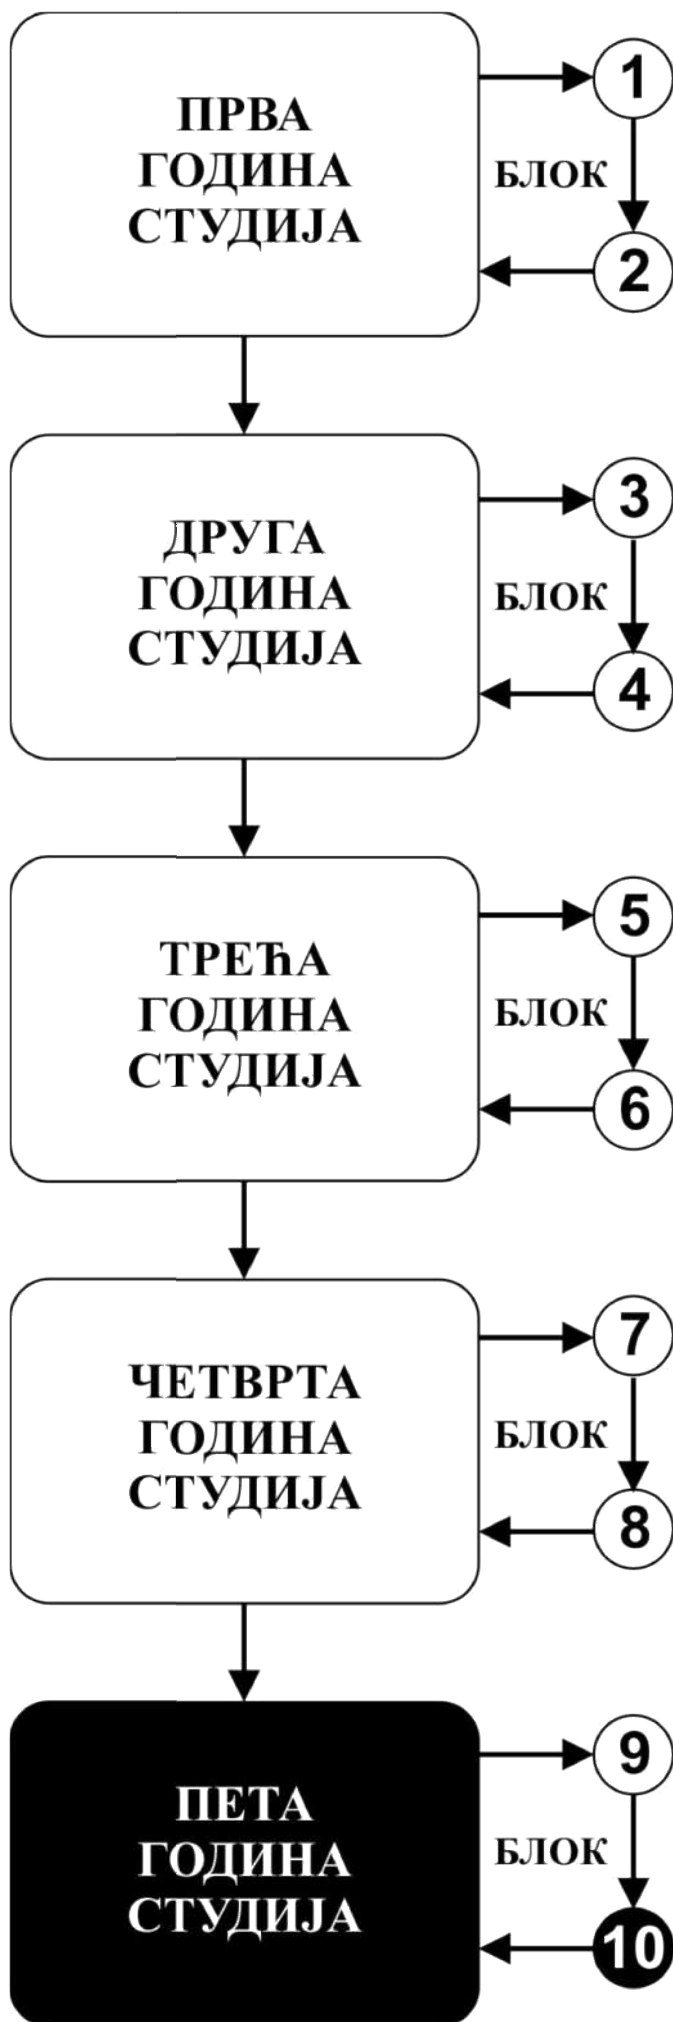 ПРВА
ГОДИНА
СТУДИЈА
1
БЛОК
2
ДРУГА
ГОДИНА
СТУДИЈА
3
БЛОК
4
ТРЕЋА
ГОДИНА
СТУДИЈА
5
БЛОК
6
ЧЕТВРТА
ГОДИНА
СТУДИЈА
7
БЛОК
8
ПЕТА
ГОДИНА
СТУДИЈА
9
БЛОК
10